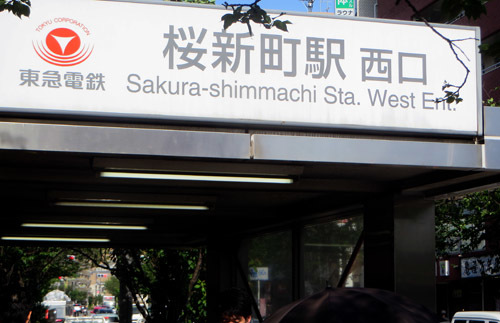 TOKYU CORPORATION
東急電鉄
桜新町駅 西口
Sakura-shimmachi Sta. West Ent.